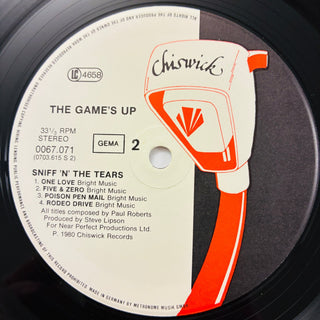 ALL RIGHTS OF THE PRODUCER AND OF THE OWNER OF THE
Chiswick
LC 4658
THE GAME'S UP
33⅓ RPM
STEREO
0067.071
(0703.615 S 2)
GEMA
2
SNIFF 'N' THE TEARS
1. ONE LOVE Bright Music
2. FIVE & ZERO Bright Music
3. POISON PEN MAIL Bright Music
4. RODEO DRIVE Bright Music
All titles composed by Paul Roberts
Produced by Steve Lipson
For Near Perfect Productions Ltd.
℗ 1980 Chiswick Records
MADE IN GERMANY BY METRONOME MUSIK GMBH